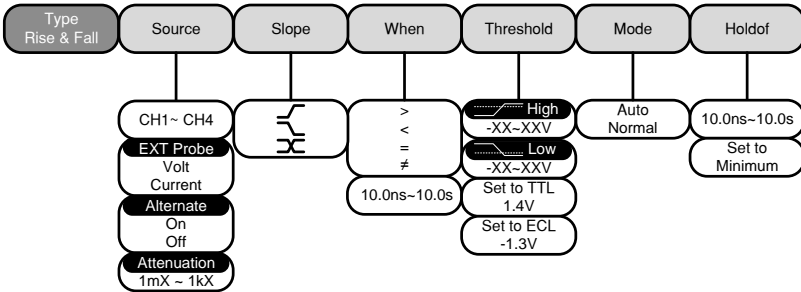 Type
Rise & Fall
Source
Slope
When
Threshold
Mode
Holdof
CH1~ CH4
EXT Probe
Volt
Current
Alternate
On
Off
Attenuation
1mX ~ 1kX
>
<
=
≠
10.0ns~10.0s
High
-XX~XXV
Low
-XX~XXV
Set to TTL
1.4V
Set to ECL
-1.3V
Auto
Normal
10.0ns~10.0s
Set to
Minimum